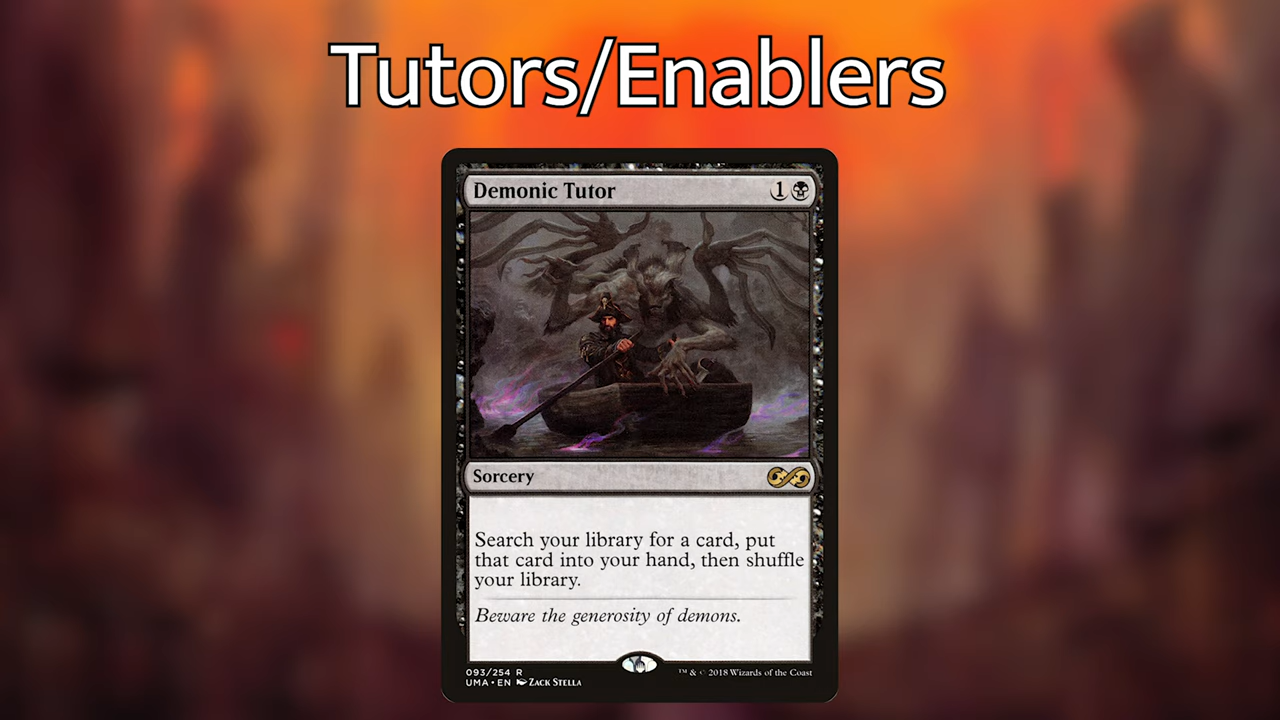 Tutors/Enablers
Demonic Tutor 1
Sorcery
Search your library for a card, put
that card into your hand, then shuffle
your library.
Beware the generosity of demons.
093/254 R
UMA • EN ZACK STELLA
™ & © 2018 Wizards of the Coast